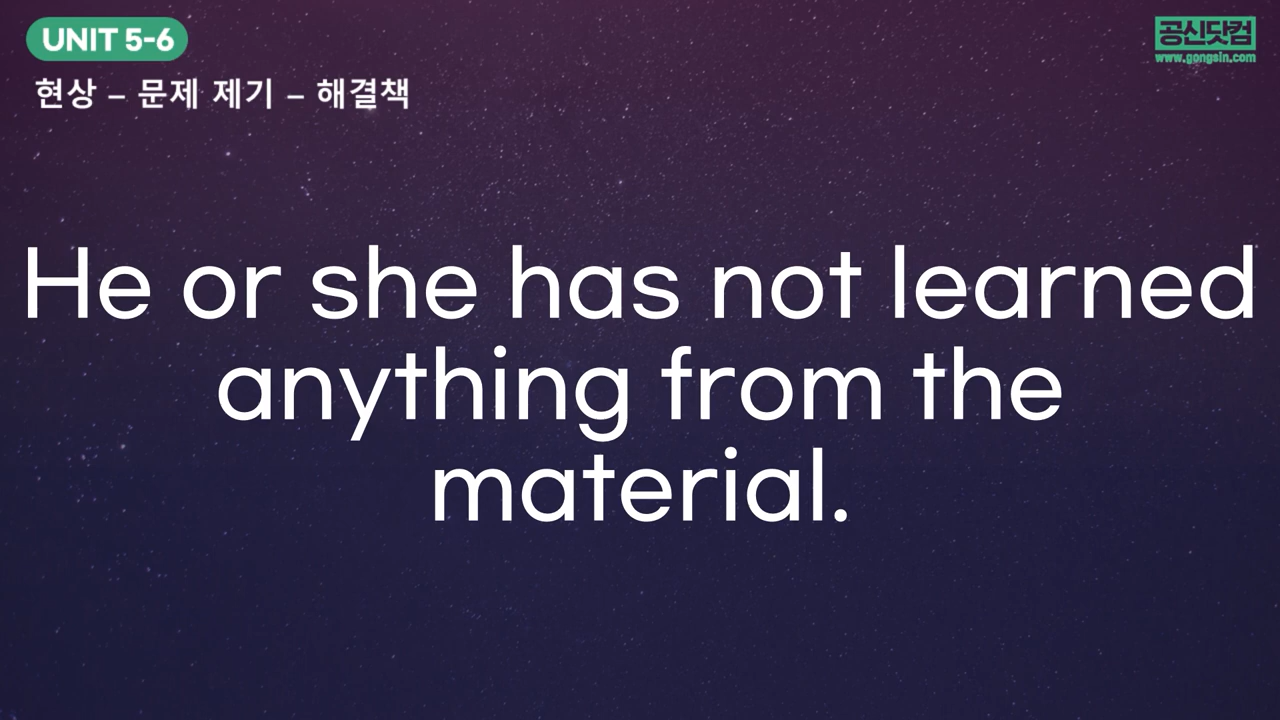 UNIT 5-6
공신닷컴
www.gongsin.com
현상 – 문제 제기 – 해결책
He or she has not learned
anything from the
material.